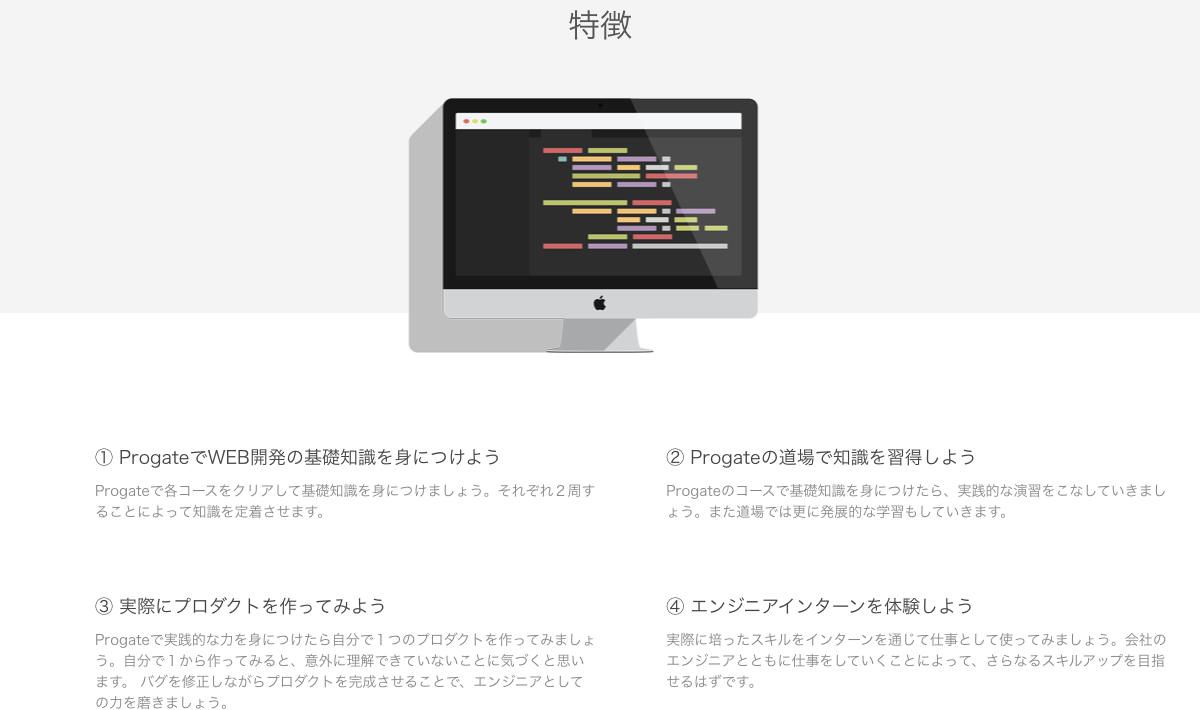 特徴
① ProgateでWEB開発の基礎知識を身につけよう
Progateで各コースをクリアして基礎知識を身につけましょう。それぞれ２周す
ることによって知識を定着させます。
② Progateの道場で知識を習得しよう
Progateのコースで基礎知識を身につけたら、実践的な演習をこなしていきまし
ょう。また道場では更に発展的な学習もしていきます。
③ 実際にプロダクトを作ってみよう
Progateで実践的な力を身につけたら自分で１つのプロダクトを作ってみましょ
う。自分で１から作ってみると、意外に理解できていないことに気づくと思い
ます。 バグを修正しながらプロダクトを完成させることで、エンジニアとして
の力を磨きましょう。
④ エンジニアインターンを体験しよう
実際に培ったスキルをインターンを通じて仕事として使ってみましょう。会社の
エンジニアとともに仕事をしていくことによって、さらなるスキルアップを目指
せるはずです。